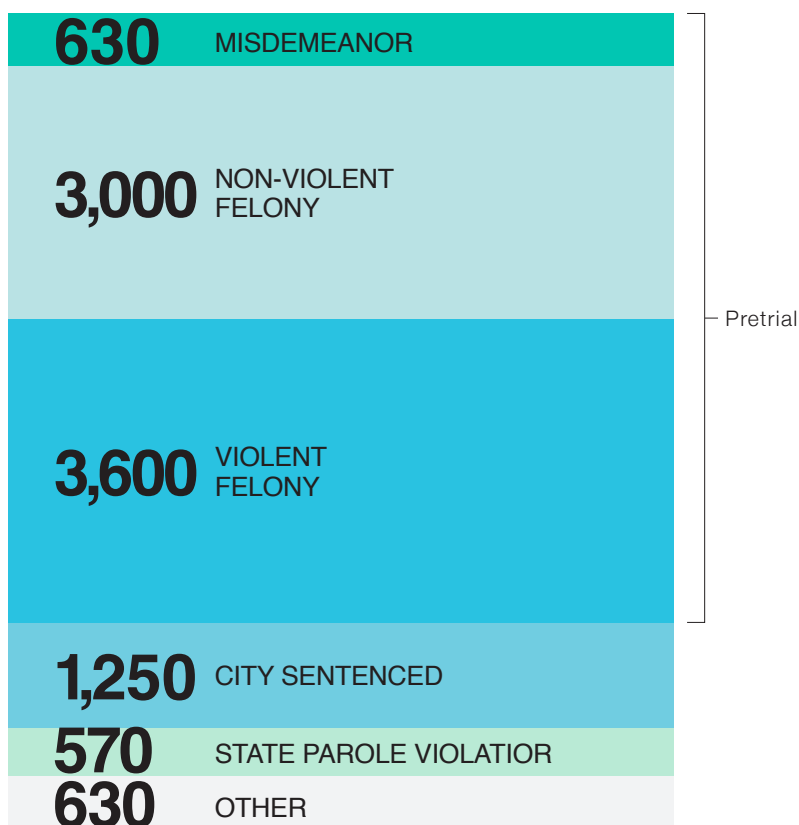 630 MISDEMEANOR
3,000 NON-VIOLENT
FELONY
Pretrial
3,600 VIOLENT
FELONY
1,250 CITY SENTENCED
570 STATE PAROLE VIOLATIOR
630 OTHER